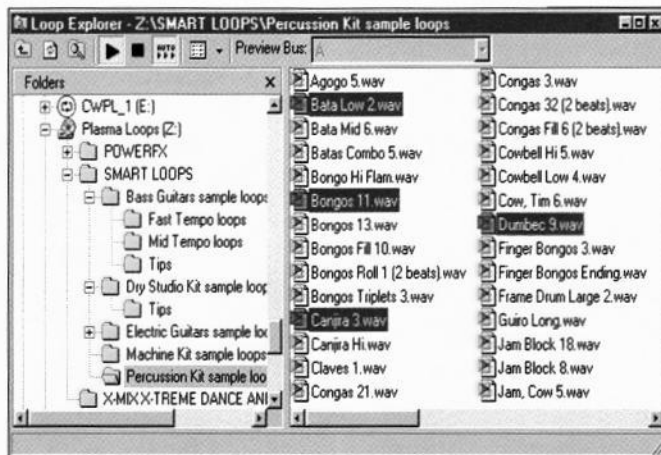 Loop Explorer - Z:\SMART LOOPS\Percussion Kit sample loops
AUTO
Preview Bus: A
Folders
CWPL_1 (E:)
Plasma Loops (Z:)
POWERFX
SMART LOOPS
Bass Guitars sample loops
Fast Tempo loops
Mid Tempo loops
Tips
Dry Studio Kit sample loop
Tips
Electric Guitars sample loo
Machine Kit sample loops
Percussion Kit sample loo
X-MIX X-TREME DANCE AN
Agogo 5.wav
Bata Low 2.wav
Bata Mid 6.wav
Batas Combo 5.wav
Bongo Hi Flam.wav
Bongos 11.wav
Bongos 13.wav
Bongos Fill 10.wav
Bongos Roll 1 (2 beats).wav
Bongos Triplets 3.wav
Canjira 3.wav
Canjira Hi.wav
Claves 1.wav
Congas 21.wav
Congas 3.wav
Congas 32 (2 beats).wav
Congas Fill 6 (2 beats).wav
Cowbell Hi 5.wav
Cowbell Low 4.wav
Cow, Tim 6.wav
Dumbec 9.wav
Finger Bongos 3.wav
Finger Bongos Ending.wav
Frame Drum Large 2.wav
Guiro Long.wav
Jam Block 18.wav
Jam Block 8.wav
Jam, Cow 5.wav